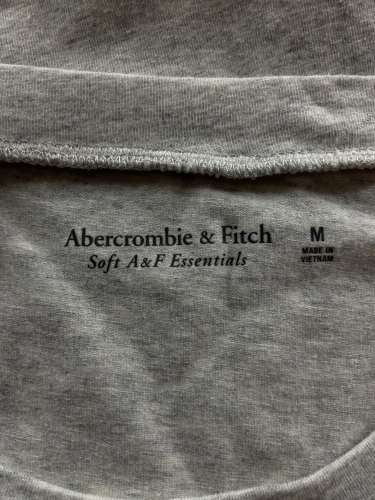 Abercrombie & Fitch
Soft A&F Essentials
M
MADE IN
VIETNAM